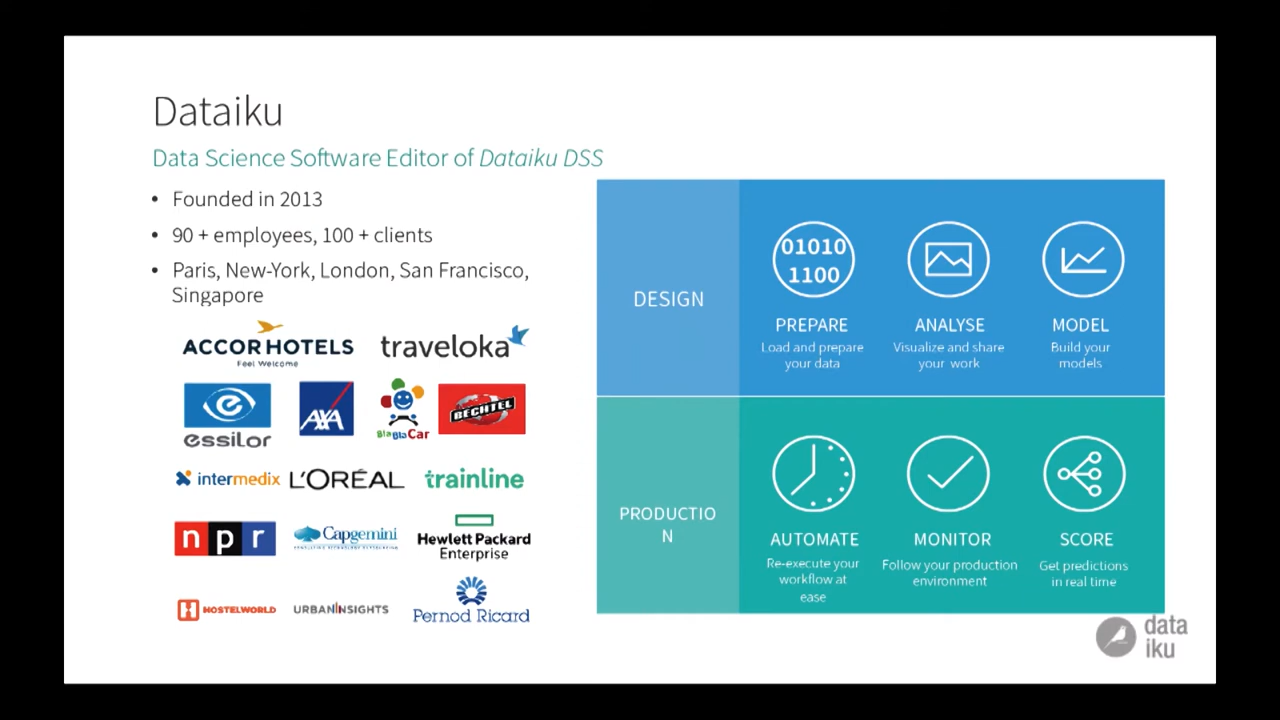 Dataiku
Data Science Software Editor of Dataiku DSS
• Founded in 2013
• 90 + employees, 100 + clients
• Paris, New-York, London, San Francisco,
Singapore
ACCORHOTELS
Feel Welcome
traveloka
essilor
AXA
BlaBlaCar
BECHTEL
intermedix
L'ORÉAL
trainline
npr
Capgemini
CONSULTING.TECHNOLOGY.OUTSOURCING
Hewlett Packard
Enterprise
HOSTELWORLD
URBANINSIGHTS
Pernod Ricard
DESIGN
01010
1100
PREPARE
Load and prepare
your data
ANALYSE
Visualize and share
your work
MODEL
Build your
models
PRODUCTIO
N
AUTOMATE
Re-execute your
workflow at
ease
MONITOR
Follow your production
environment
SCORE
Get predictions
in real time
data
iku